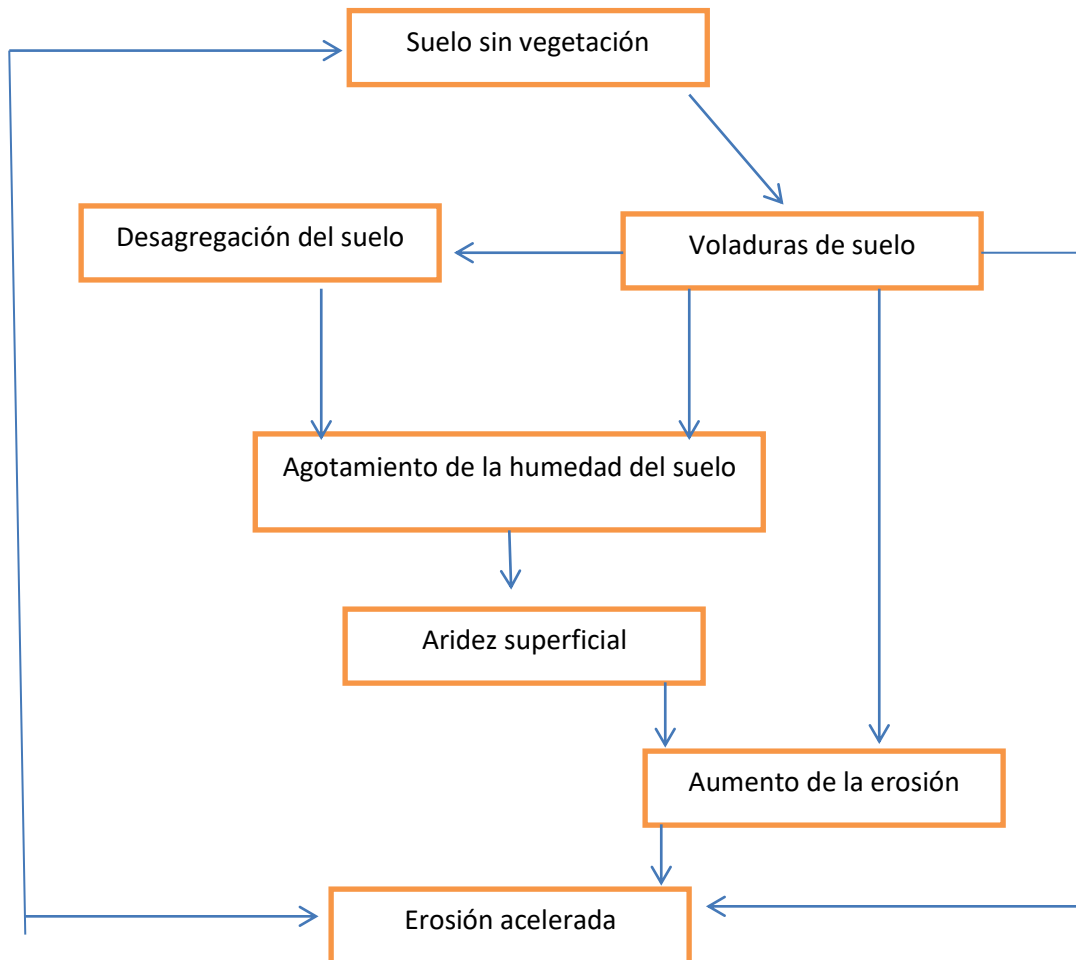 Suelo sin vegetación
Desagregación del suelo
Voladuras de suelo
Agotamiento de la humedad del suelo
Aridez superficial
Aumento de la erosión
Erosión acelerada